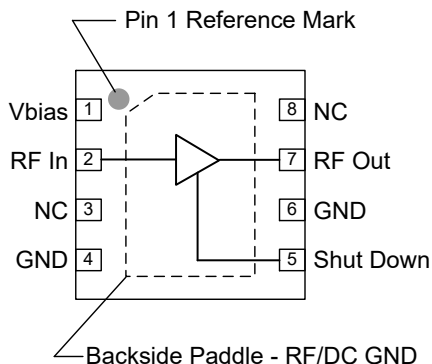 Pin 1 Reference Mark
Vbias 1 8 NC
RF In 2 7 RF Out
NC 3 6 GND
GND 4 5 Shut Down
Backside Paddle - RF/DC GND